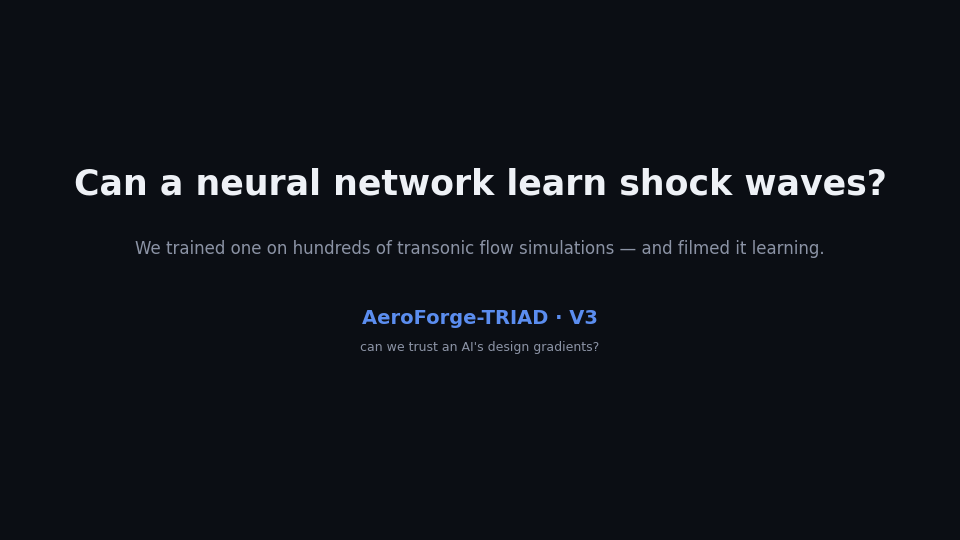 Can a neural network learn shock waves?
We trained one on hundreds of transonic flow simulations — and filmed it learning.
AeroForge-TRIAD · V3
can we trust an AI's design gradients?